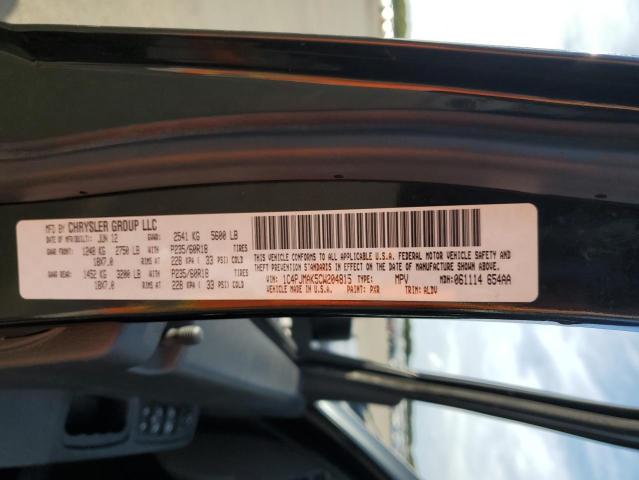 MFD BY CHRYSLER GROUP LLC
DATE OF MFR/BUILT: JUN 12 GVWR: 2541 KG 5600 LB
GAWR FRONT: 1248 KG 2750 LB WITH P235/60R18 TIRES
18X7.0 RIMS AT 228 KPA ( 33 PSI) COLD
GAWR REAR: 1452 KG 3200 LB WITH P235/60R18 TIRES
18X7.0 RIMS AT 228 KPA ( 33 PSI) COLD
THIS VEHICLE CONFORMS TO ALL APPLICABLE U.S.A. FEDERAL MOTOR VEHICLE SAFETY AND
THEFT PREVENTION STANDARDS IN EFFECT ON THE DATE OF MANUFACTURE SHOWN ABOVE.
VIN: 1C4PJMAK5CW204815 TYPE: MPV MDH: 061114 654AA
VEHICLE MADE IN U.S.A. PAINT: PXR TRIM: ALDV